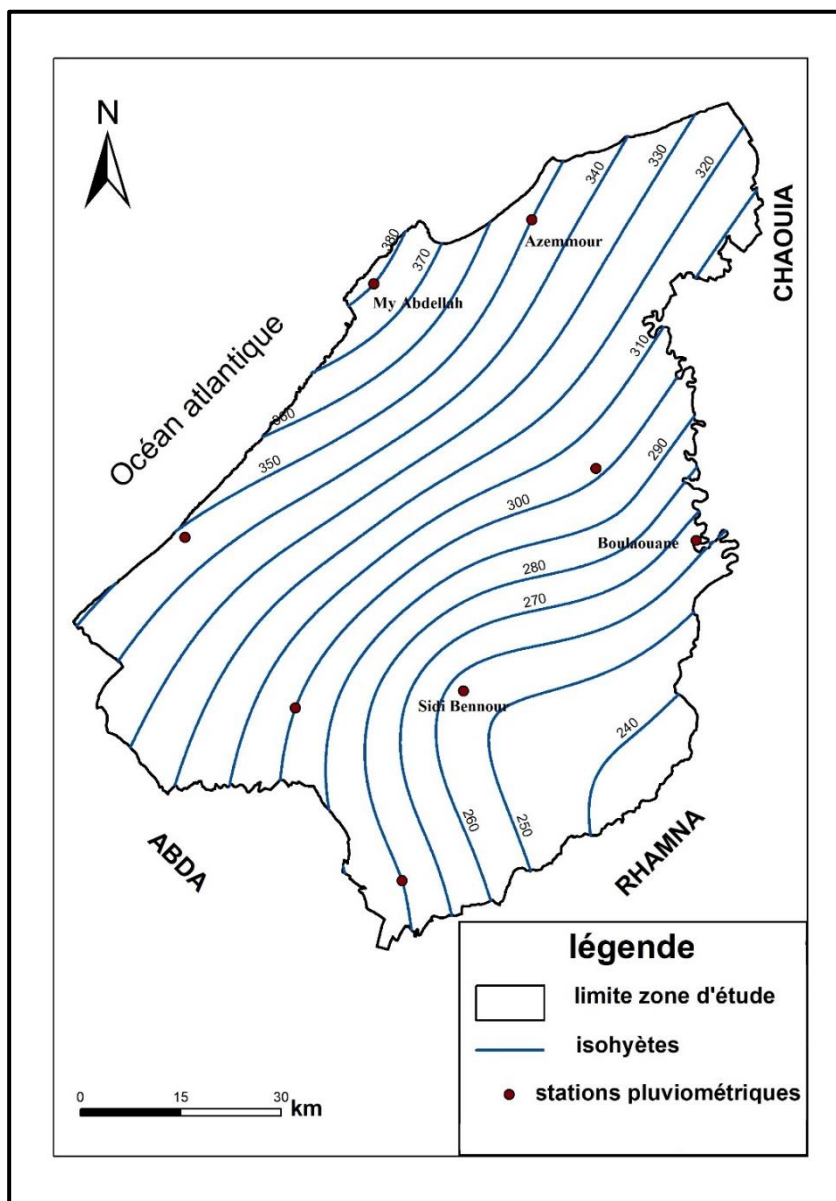 N
340
330
320
CHAOUIA
380
370
Azemmour
My Abdellah
Océan atlantique
310
360
350
290
300
Boulaouane
280
270
Sidi Bennour
240
260
250
ABDA
RHAMNA
légende
limite zone d'étude
isohyètes
stations pluviométriques
0 15 30
km